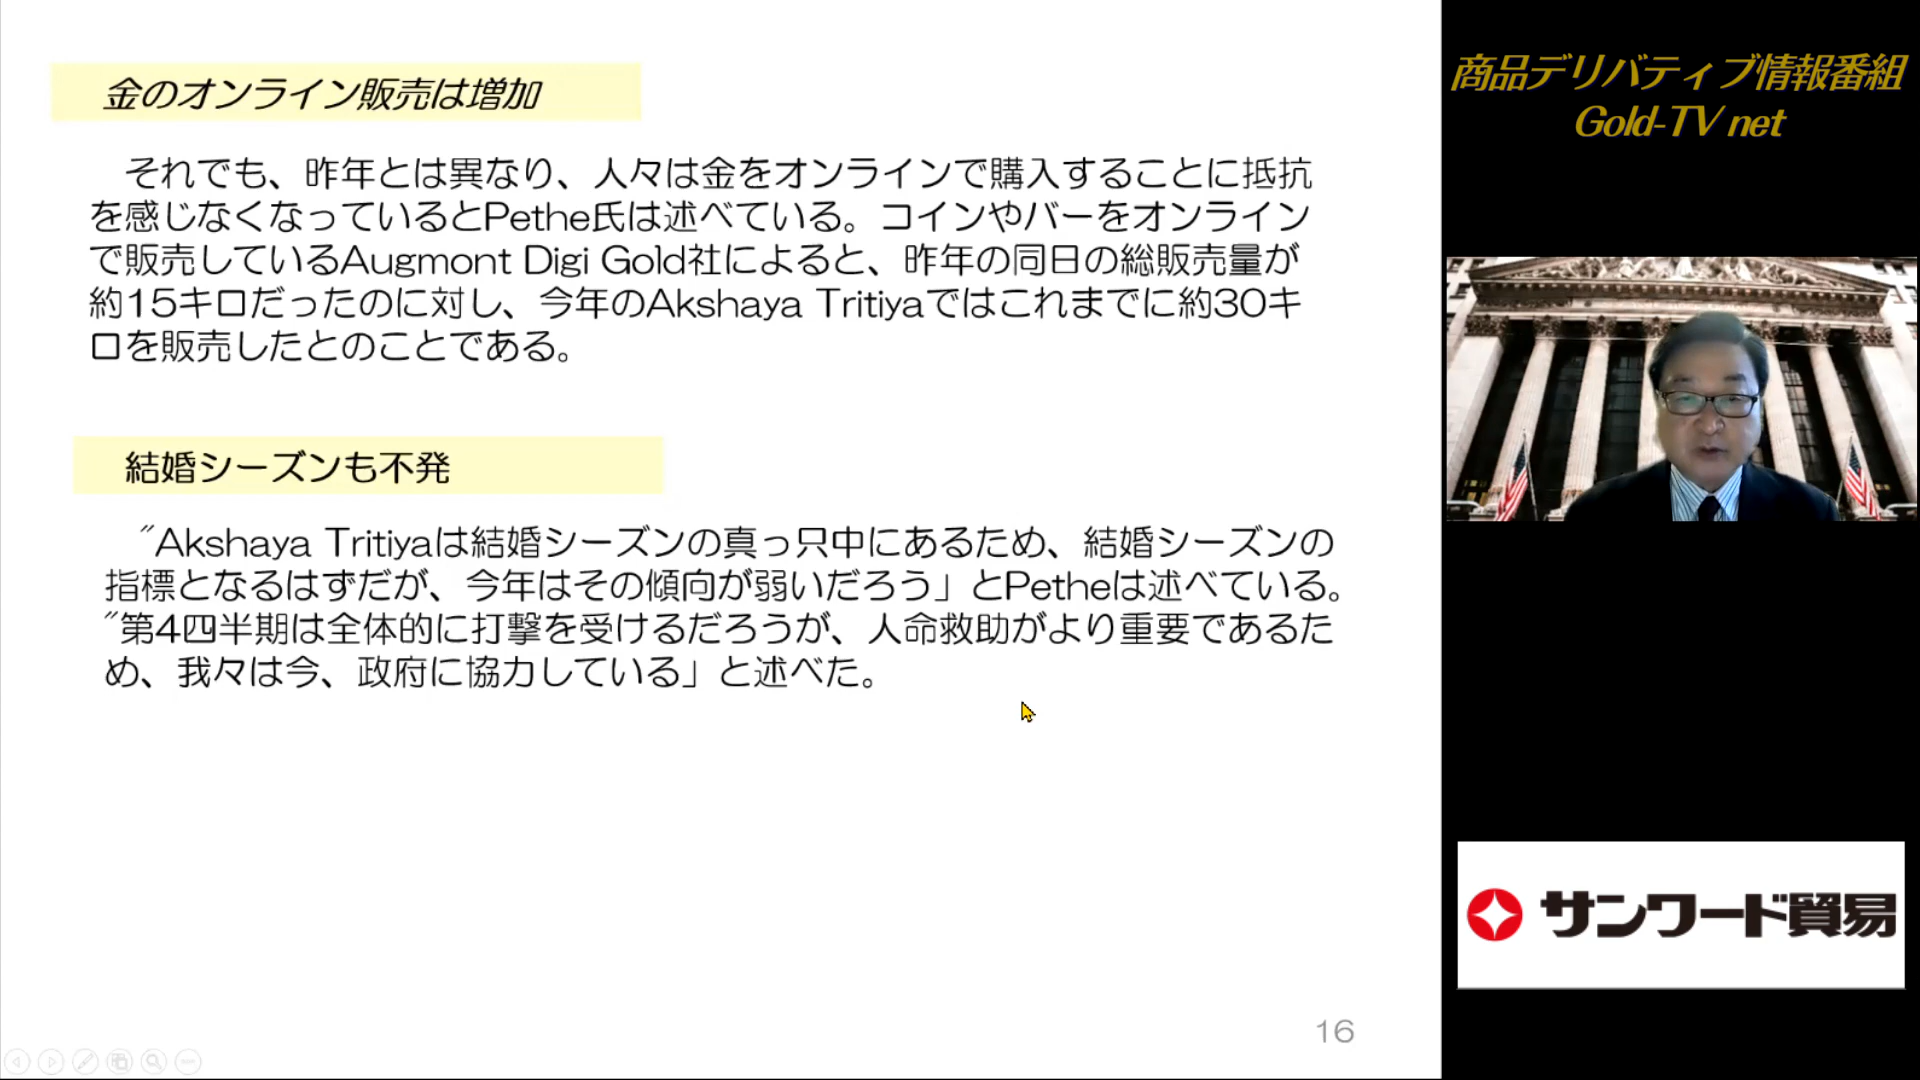 金のオンライン販売は増加
それでも、昨年とは異なり、人々は金をオンラインで購入することに抵抗
を感じなくなっているとPethe氏は述べている。コインやバーをオンライン
で販売しているAugmont Digi Gold社によると、昨年の同日の総販売量が
約15キロだったのに対し、今年のAkshaya Tritiyaではこれまでに約30キ
ロを販売したとのことである。
結婚シーズンも不発
"Akshaya Tritiyaは結婚シーズンの真っ只中にあるため、結婚シーズンの
指標となるはずだが、今年はその傾向が弱いだろう」とPetheは述べている。
"第4四半期は全体的に打撃を受けるだろうが、人命救助がより重要であるた
め、我々は今、政府に協力している」と述べた。
16
商品デリバティブ情報番組
Gold-TV net
サンワード貿易